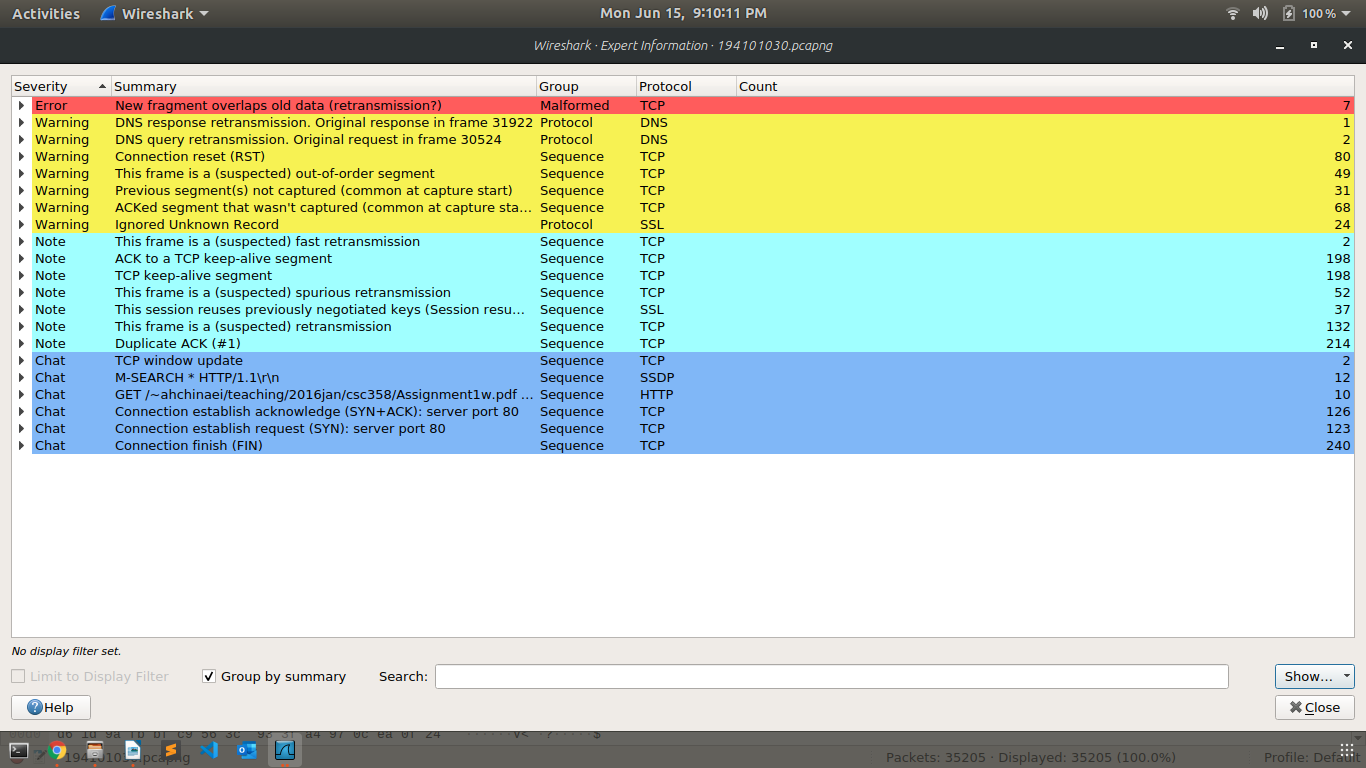 Activities Wireshark Mon Jun 15, 9:10:11 PM 100 %
Wireshark · Expert Information · 194101030.pcapng
Severity Summary Group Protocol Count
Error New fragment overlaps old data (retransmission?) Malformed TCP 7
Warning DNS response retransmission. Original response in frame 31922 Protocol DNS 1
Warning DNS query retransmission. Original request in frame 30524 Protocol DNS 2
Warning Connection reset (RST) Sequence TCP 80
Warning This frame is a (suspected) out-of-order segment Sequence TCP 49
Warning Previous segment(s) not captured (common at capture start) Sequence TCP 31
Warning ACKed segment that wasn't captured (common at capture sta... Sequence TCP 68
Warning Ignored Unknown Record Protocol SSL 24
Note This frame is a (suspected) fast retransmission Sequence TCP 2
Note ACK to a TCP keep-alive segment Sequence TCP 198
Note TCP keep-alive segment Sequence TCP 198
Note This frame is a (suspected) spurious retransmission Sequence TCP 52
Note This session reuses previously negotiated keys (Session resu... Sequence SSL 37
Note This frame is a (suspected) retransmission Sequence TCP 132
Note Duplicate ACK (#1) Sequence TCP 214
Chat TCP window update Sequence TCP 2
Chat M-SEARCH * HTTP/1.1\r\n Sequence SSDP 12
Chat GET /~ahchinaei/teaching/2016jan/csc358/Assignment1w.pdf ... Sequence HTTP 10
Chat Connection establish acknowledge (SYN+ACK): server port 80 Sequence TCP 126
Chat Connection establish request (SYN): server port 80 Sequence TCP 123
Chat Connection finish (FIN) Sequence TCP 240
No display filter set.
Limit to Display Filter Group by summary Search: Show...
Help Close
194101030.pcapng Packets: 35205 · Displayed: 35205 (100.0%) Profile: Default